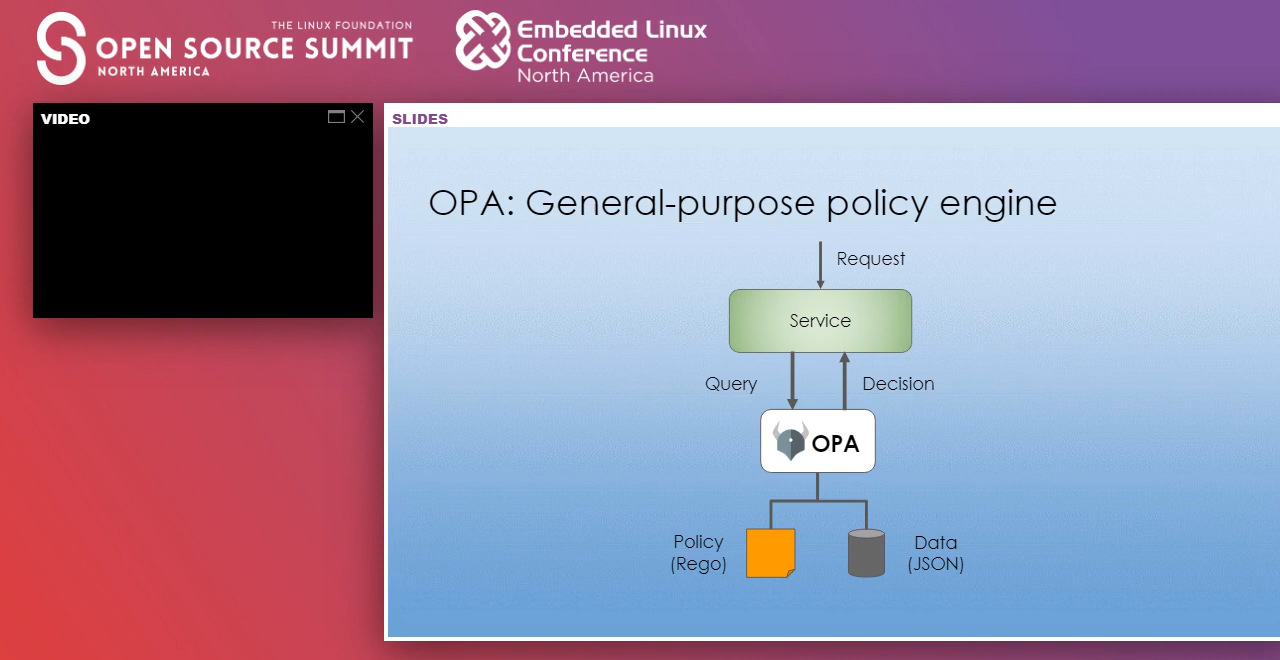 THE LINUX FOUNDATION
OPEN SOURCE SUMMIT
NORTH AMERICA
Embedded Linux
Conference
North America
VIDEO
SLIDES
OPA: General-purpose policy engine
Request
Service
Query
Decision
OPA
Policy
(Rego)
Data
(JSON)